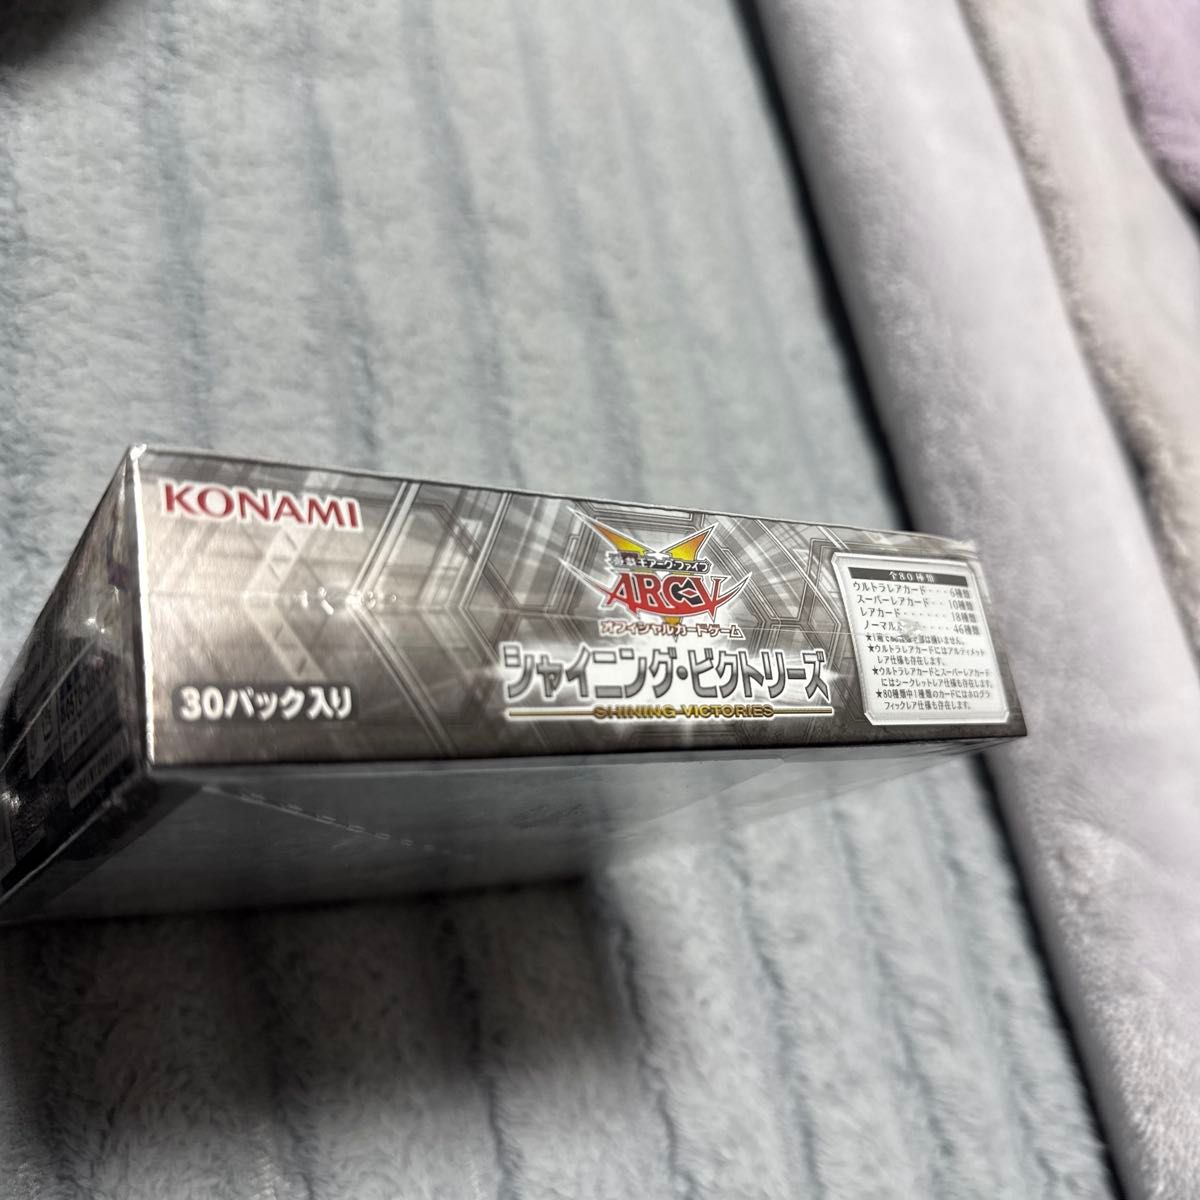 KONAMI
30パック入り
遊戯王アークファイブ
ARC-V
オフィシャルカードゲーム
シャイニング・ビクトリーズ
SHINING VICTORIES
全80種類
ウルトラレアカード・・・6種類
スーパーレアカード・・・10種類
レアカード・・・・・・18種類
ノーマル・・・・46種類
★ウルトラレアカードにはアルティメット
レア仕様も存在します。
★ウルトラレアカードとスーパーレアカード
にはシークレットレア仕様も存在します。
★80種類中1種類のカードにはホログラ
フィックレア仕様も存在します。